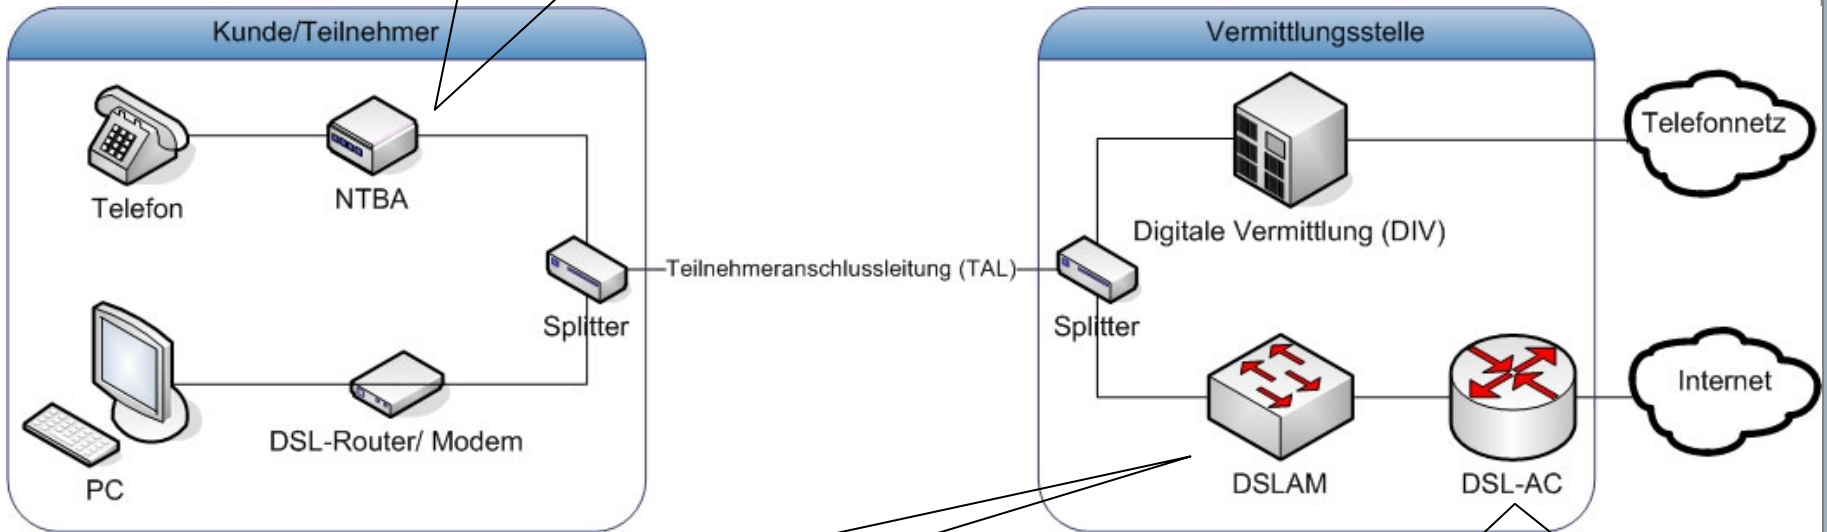 Kunde/Teilnehmer
Vermittlungsstelle
Telefon
NTBA
Splitter
DSL-Router/ Modem
PC
Teilnehmeranschlussleitung (TAL)
Digitale Vermittlung (DIV)
Splitter
DSLAM
DSL-AC
Telefonnetz
Internet